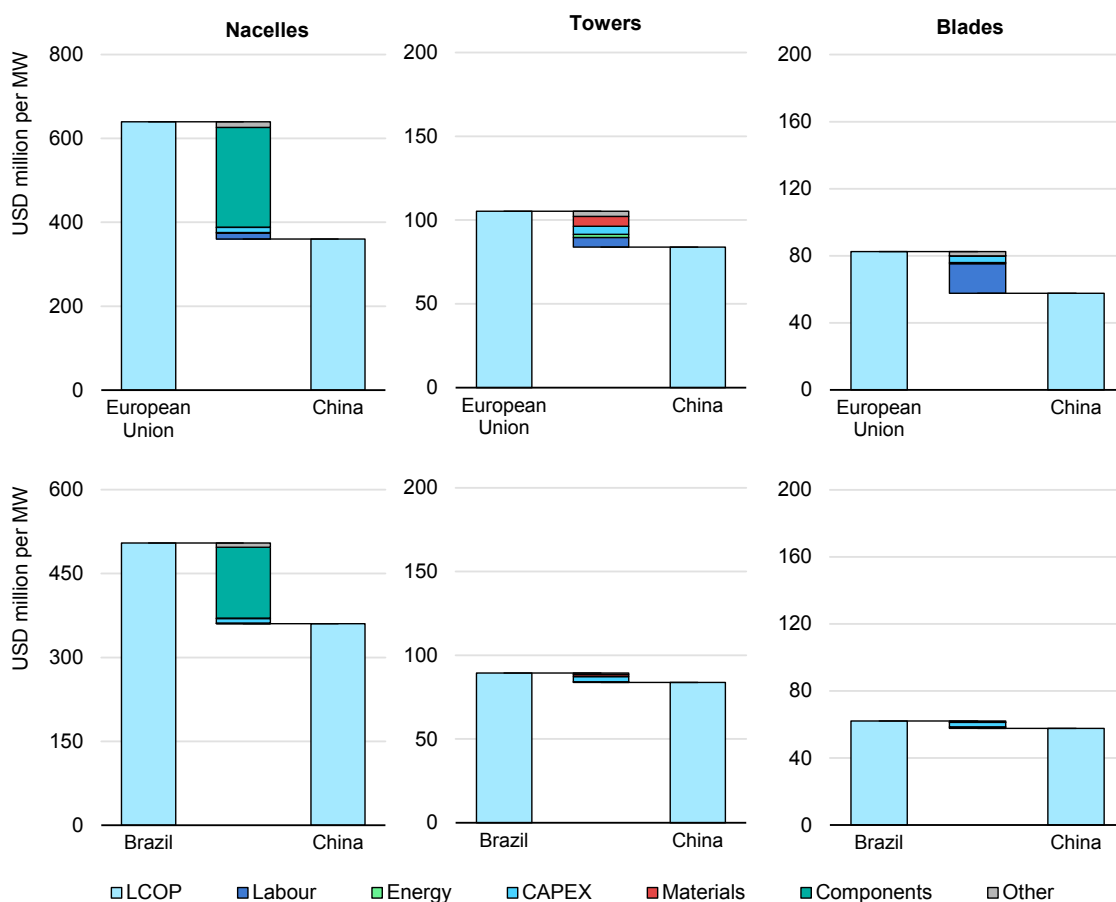 Nacelles
Towers
Blades
USD million per MW
800
600
400
200
0
European
Union
China
200
150
100
50
0
European
Union
China
200
160
120
80
40
0
European
Union
China
USD million per MW
600
450
300
150
0
Brazil
China
200
150
100
50
0
Brazil
China
200
160
120
80
40
0
Brazil
China
LCOP Labour Energy CAPEX Materials Components Other